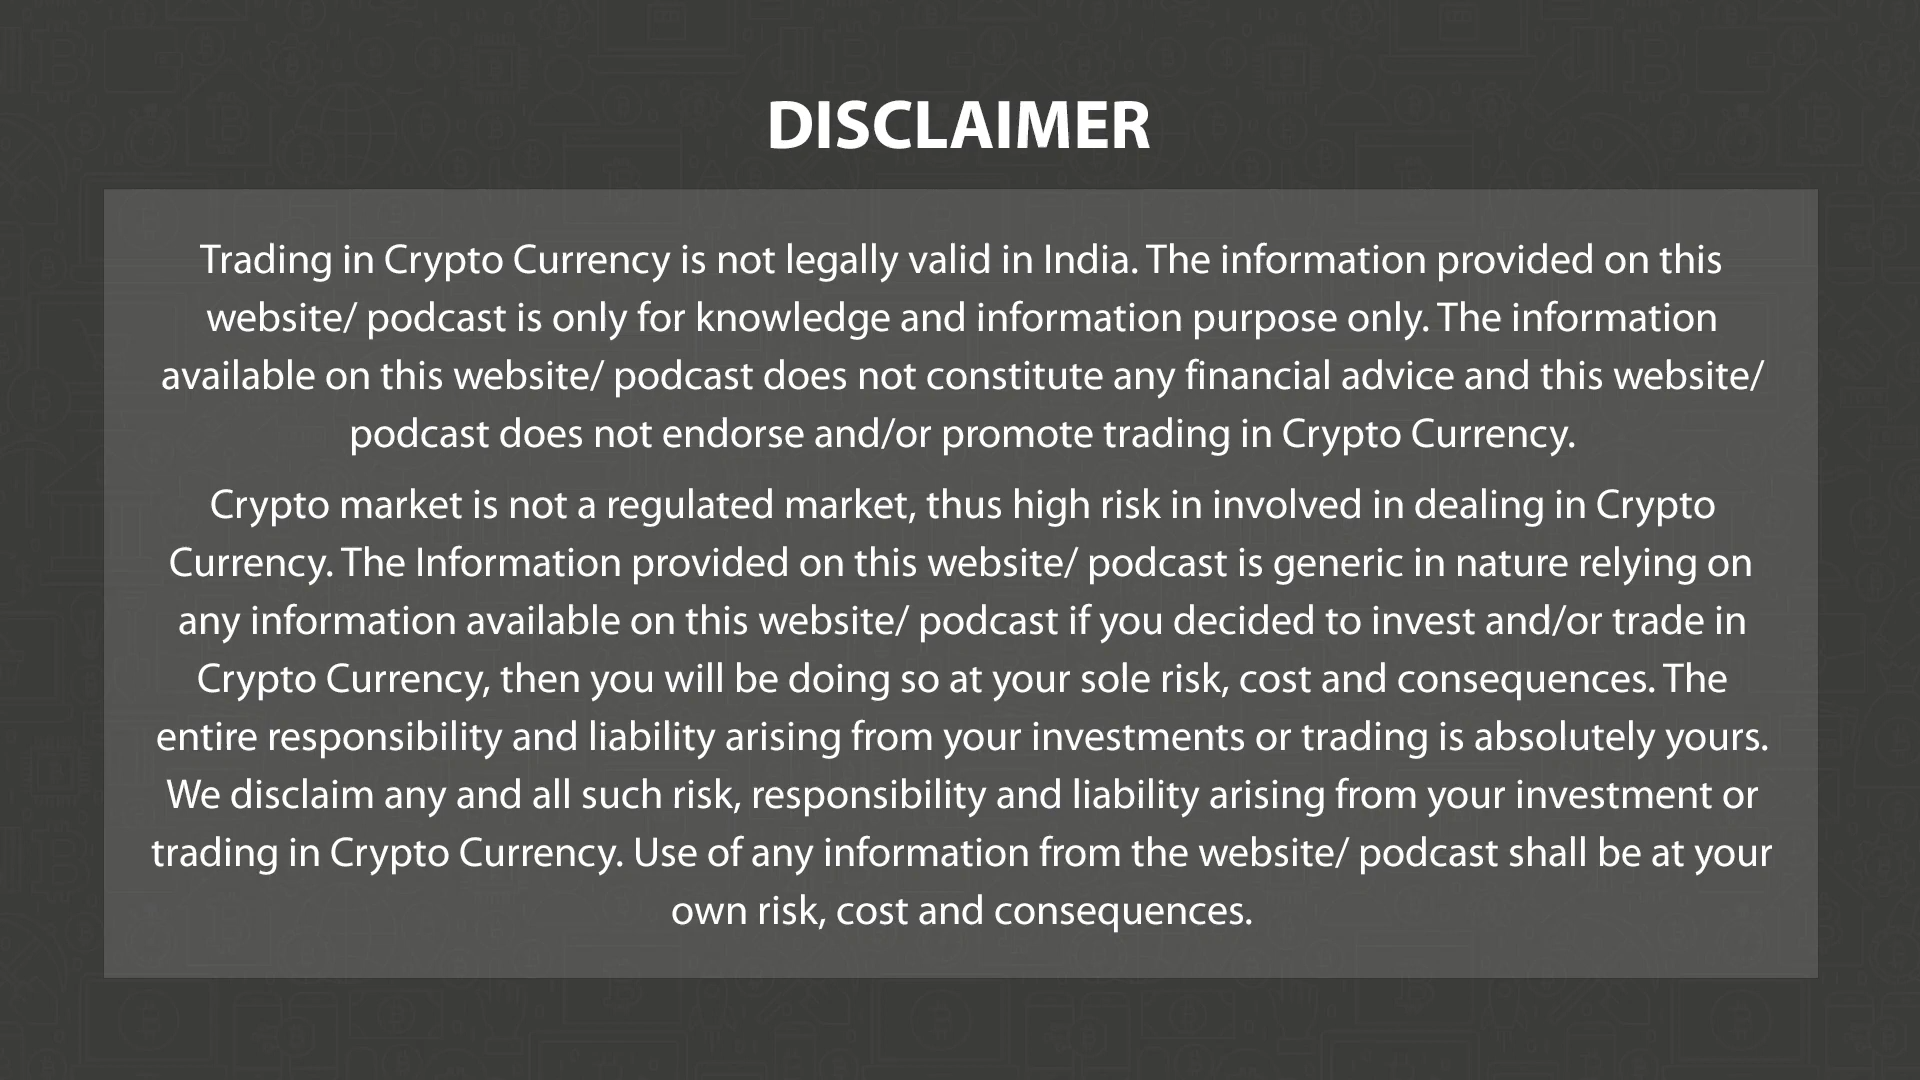 DISCLAIMER
Trading in Crypto Currency is not legally valid in India. The information provided on this
website/ podcast is only for knowledge and information purpose only. The information
available on this website/ podcast does not constitute any financial advice and this website/
podcast does not endorse and/or promote trading in Crypto Currency.
Crypto market is not a regulated market, thus high risk in involved in dealing in Crypto
Currency. The Information provided on this website/ podcast is generic in nature relying on
any information available on this website/ podcast if you decided to invest and/or trade in
Crypto Currency, then you will be doing so at your sole risk, cost and consequences. The
entire responsibility and liability arising from your investments or trading is absolutely yours.
We disclaim any and all such risk, responsibility and liability arising from your investment or
trading in Crypto Currency. Use of any information from the website/ podcast shall be at your
own risk, cost and consequences.